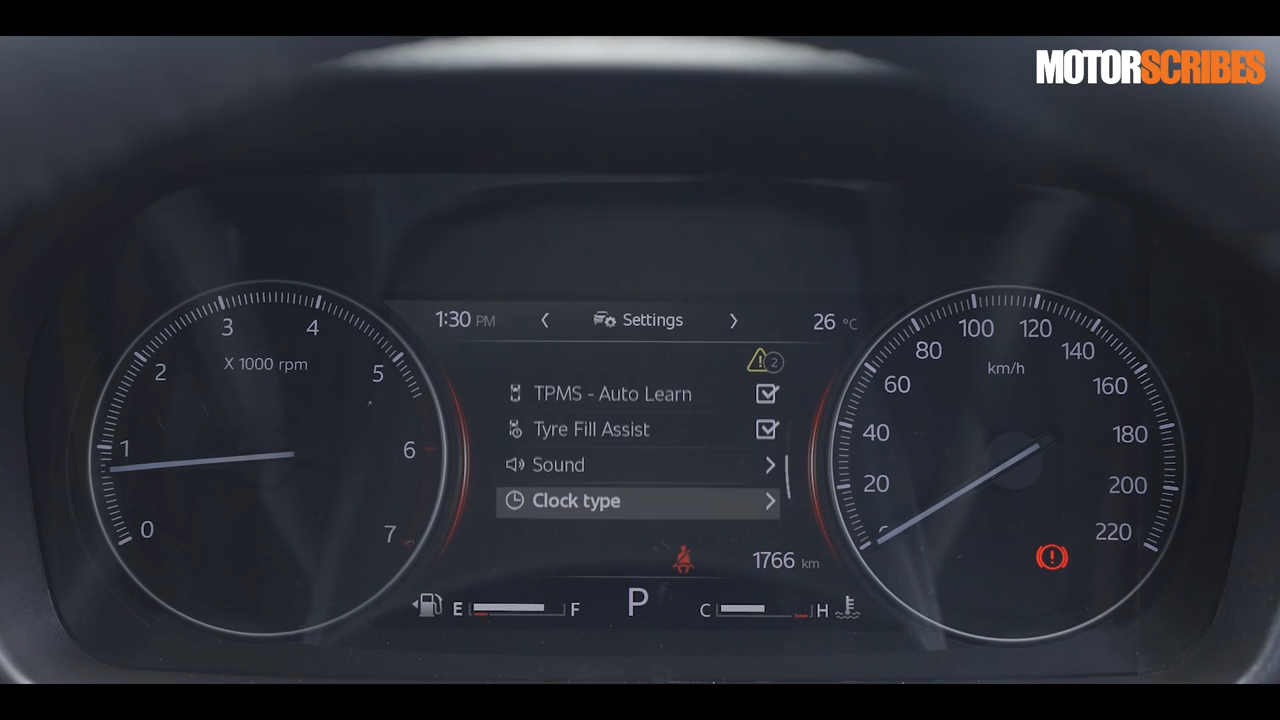 MOTORSCRIBES
1:30 PM
Settings
26 °C
2
TPMS - Auto Learn
Tyre Fill Assist
Sound
Clock type
1766 km
E F
P
C H
0
1
2
3
4
5
6
7
X 1000 rpm
0
20
40
60
80
100
120
140
160
180
200
220
km/h